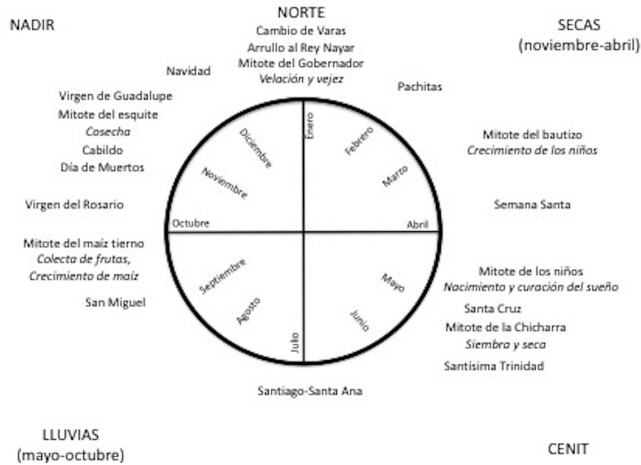 NADIR
NORTE
Cambio de Varas
Arrullo al Rey Nayar
Mitote del Gobernador
Velación y vejez
SECAS
(noviembre-abril)
Navidad
Pachitas
Virgen de Guadalupe
Mitote del esquite
Cosecha
Cabildo
Día de Muertos
Mitote del bautizo
Crecimiento de los niños
Virgen del Rosario
Semana Santa
Enero
Febrero
Marzo
Abril
Mayo
Junio
Julio
Agosto
Septiembre
Octubre
Noviembre
Diciembre
Mitote del maíz tierno
Colecta de frutas,
Crecimiento de maíz
San Miguel
Mitote de los niños
Nacimiento y curación del sueño
Santa Cruz
Mitote de la Chicharra
Siembra y seca
Santísima Trinidad
Santiago-Santa Ana
LLUVIAS
(mayo-octubre)
CENIT